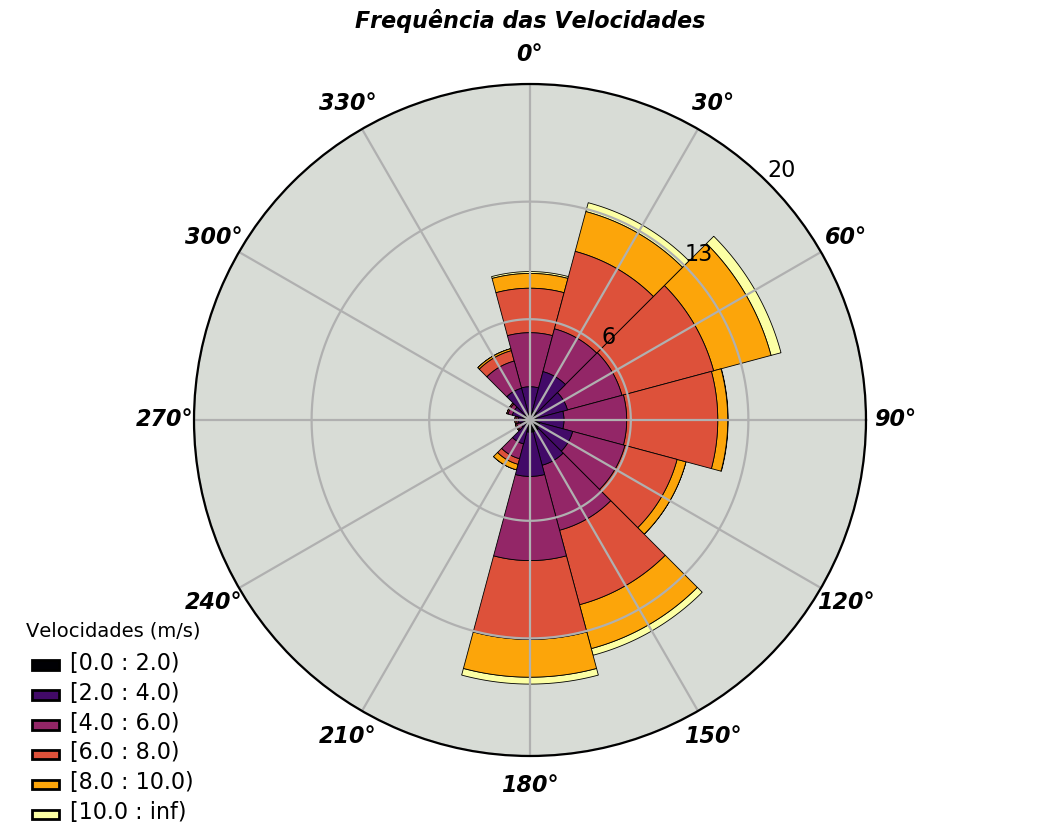 Frequência das Velocidades
0°
330°
30°
20
300°
60°
13
6
270°
90°
240°
120°
210°
150°
180°
Velocidades (m/s)
[0.0 : 2.0)
[2.0 : 4.0)
[4.0 : 6.0)
[6.0 : 8.0)
[8.0 : 10.0)
[10.0 : inf)